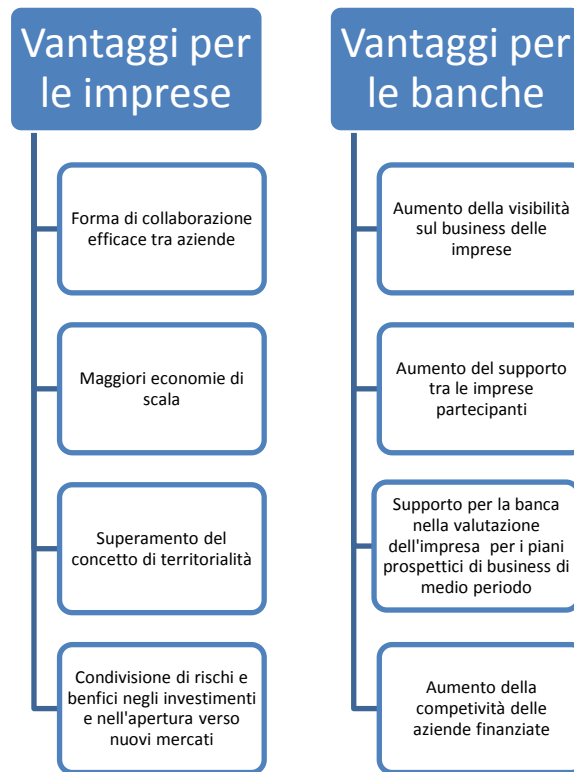 Vantaggi per
le imprese
Forma di collaborazione
efficace tra aziende
Maggiori economie di
scala
Superamento del
concetto di territorialità
Condivisione di rischi e
benfici negli investimenti
e nell'apertura verso
nuovi mercati
Vantaggi per
le banche
Aumento della visibilità
sul business delle
imprese
Aumento del supporto
tra le imprese
partecipanti
Supporto per la banca
nella valutazione
dell'impresa per i piani
prospettici di business di
medio periodo
Aumento della
competività delle
aziende finanziate